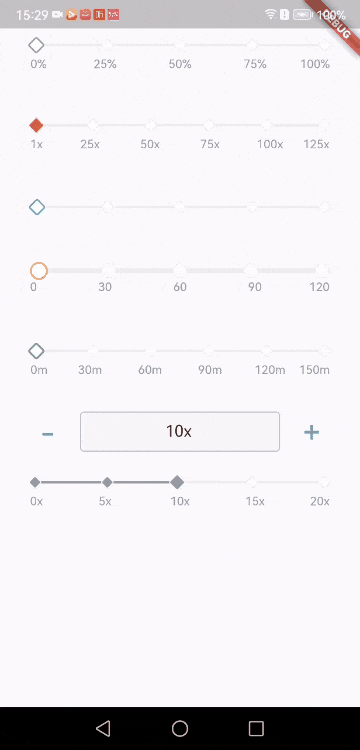 15:29 100%
BUG
0% 25% 50% 75% 100%
1x 25x 50x 75x 100x 125x
0 30 60 90 120
0m 30m 60m 90m 120m 150m
- 10x +
0x 5x 10x 15x 20x